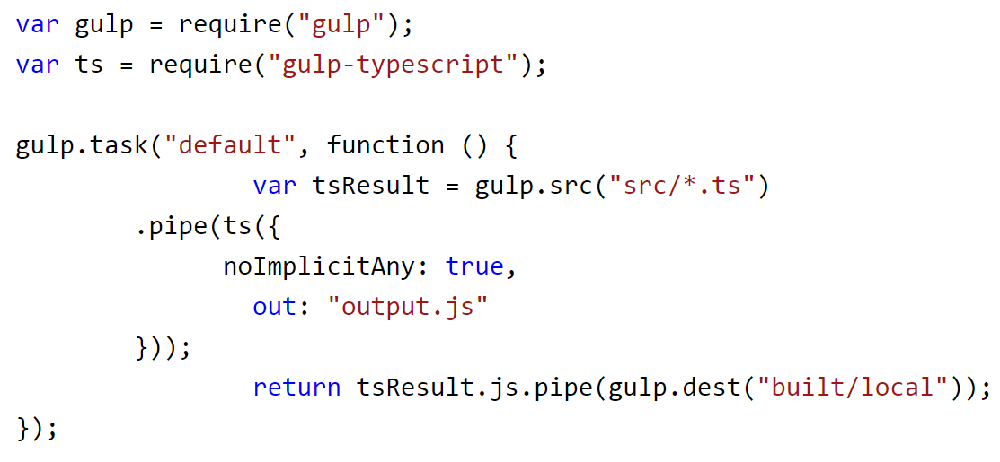 var gulp = require("gulp");
var ts = require("gulp-typescript");

gulp.task("default", function () {
                var tsResult = gulp.src("src/*.ts")
        .pipe(ts({
              noImplicitAny: true,
                out: "output.js"
        }));
                return tsResult.js.pipe(gulp.dest("built/local"));
});